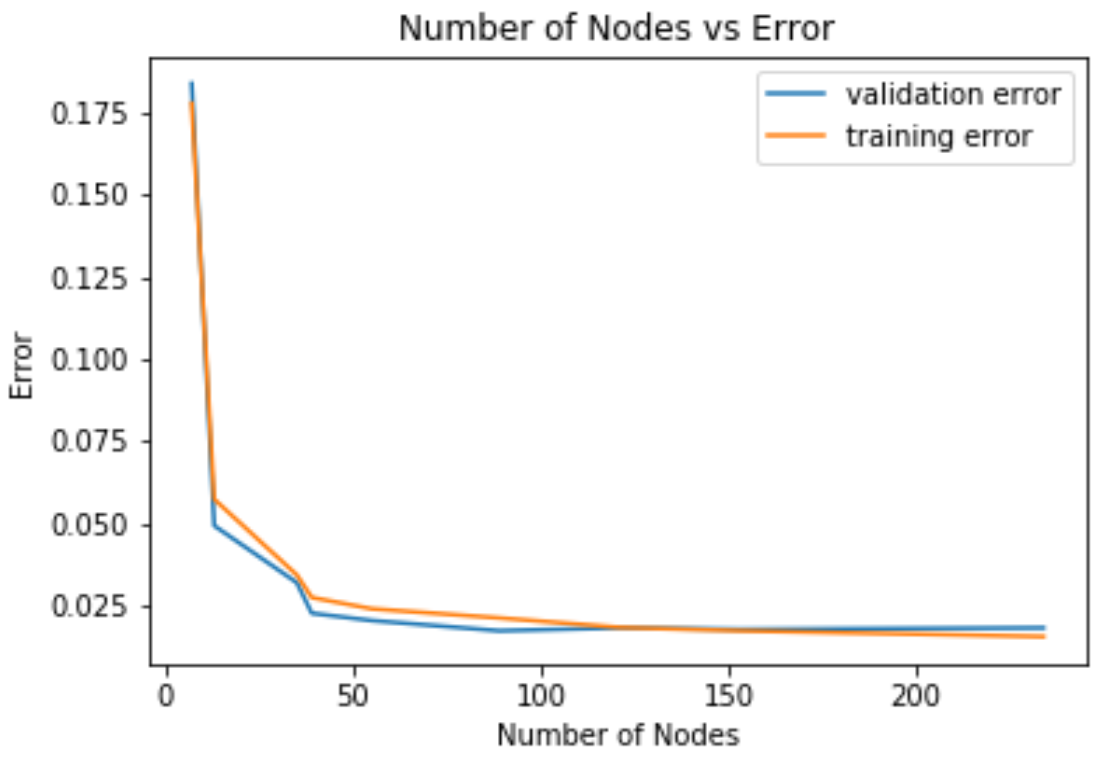 Number of Nodes vs Error
validation error
training error
0.175
0.150
0.125
0.100
0.075
0.050
0.025
Error
0 50 100 150 200
Number of Nodes